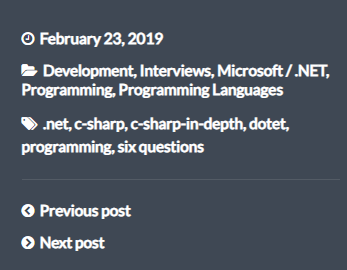 February 23, 2019
Development, Interviews, Microsoft / .NET,
Programming, Programming Languages
.net, c-sharp, c-sharp-in-depth, dotet,
programming, six questions
Previous post
Next post